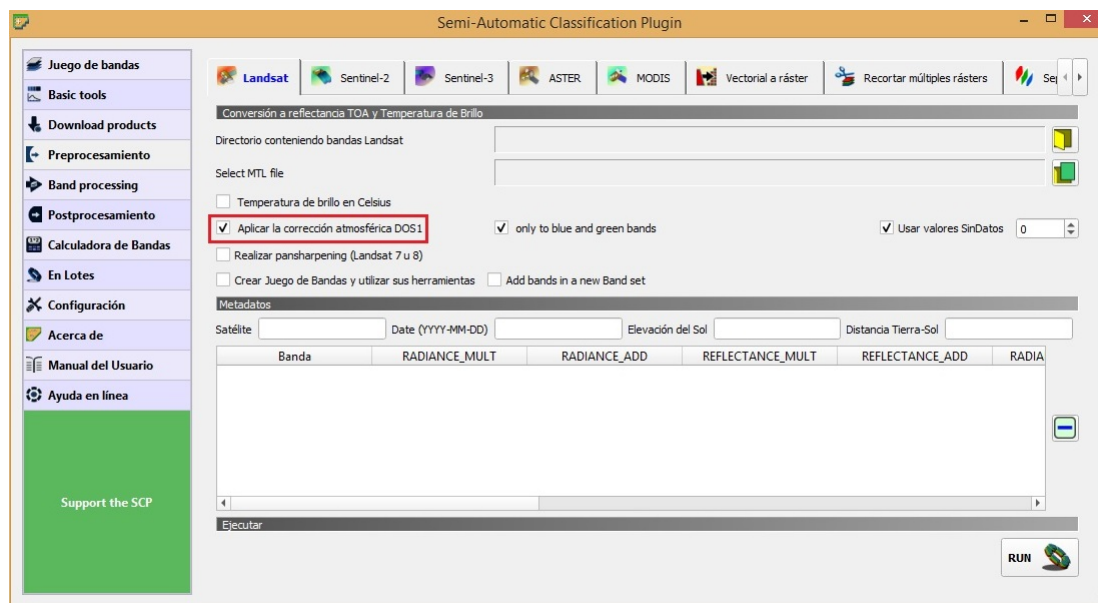 Semi-Automatic Classification Plugin
Juego de bandas
Basic tools
Download products
Preprocesamiento
Band processing
Postprocesamiento
Calculadora de Bandas
En Lotes
Configuración
Acerca de
Manual del Usuario
Ayuda en línea
Support the SCP
Landsat Sentinel-2 Sentinel-3 ASTER MODIS Vectorial a ráster Recortar múltiples rásters Se
Conversión a reflectancia TOA y Temperatura de Brillo
Directorio conteniendo bandas Landsat
Select MTL file
Temperatura de brillo en Celsius
Aplicar la corrección atmosférica DOS1 only to blue and green bands Usar valores SinDatos 0
Realizar pansharpening (Landsat 7 u 8)
Crear Juego de Bandas y utilizar sus herramientas Add bands in a new Band set
Metadatos
Satélite Date (YYYY-MM-DD) Elevación del Sol Distancia Tierra-Sol
Banda RADIANCE_MULT RADIANCE_ADD REFLECTANCE_MULT REFLECTANCE_ADD RADIA
Ejecutar
RUN